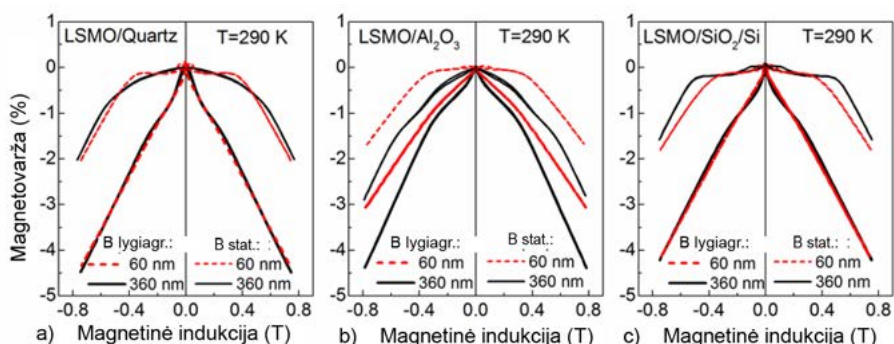 LSMO/Quartz T=290 K
LSMO/Al₂O₃ T=290 K
LSMO/SiO₂/Si T=290 K
Magnetovarža (%)
1
0
-1
-2
-3
-4
-5
B lygiagr.: B stat.:
60 nm 60 nm
360 nm 360 nm
B lygiagr.: B stat.:
60 nm 60 nm
360 nm 360 nm
B lygiagr.: B stat.:
60 nm 60 nm
360 nm 360 nm
-0.8 -0.4 0.0 0.4 0.8
-0.8 -0.4 0.0 0.4 0.8
-0.8 -0.4 0.0 0.4 0.8
a) Magnetinė indukcija (T)
b) Magnetinė indukcija (T)
c) Magnetinė indukcija (T)